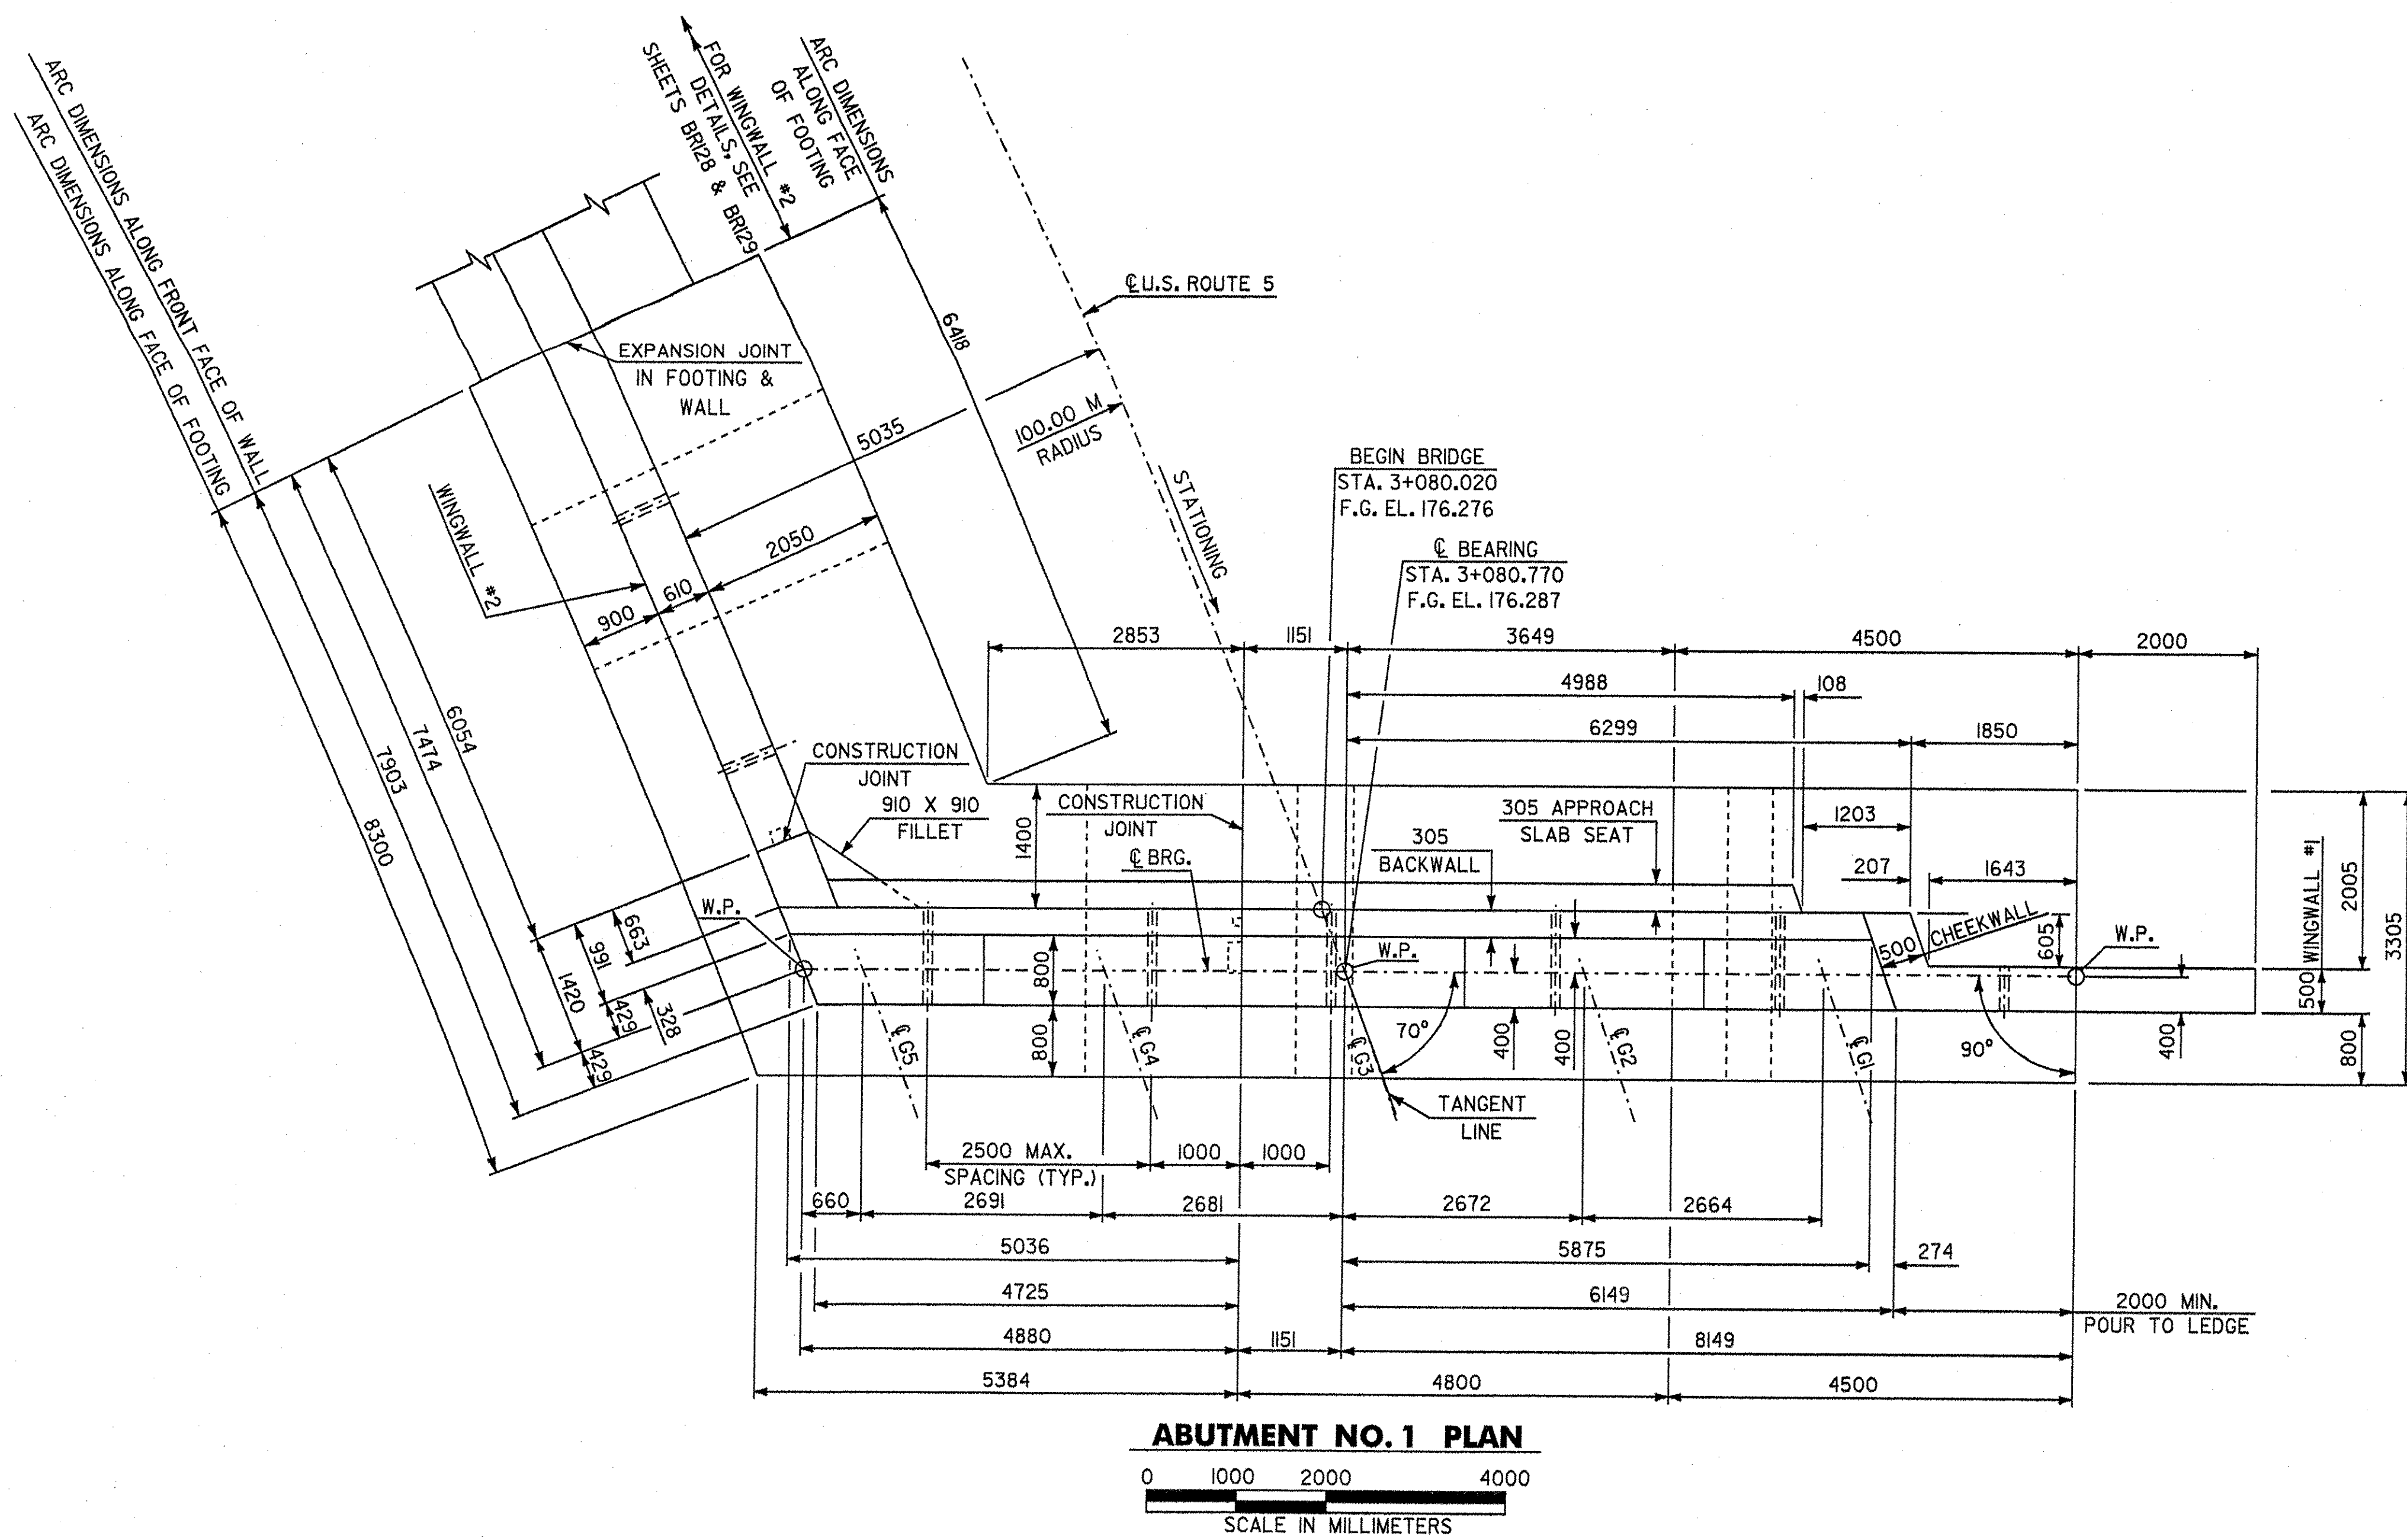 ARC DIMENSIONS ALONG FRONT FACE OF WALL
ARC DIMENSIONS ALONG FACE OF FOOTING
FOR WINGWALL #2
DETAILS, SEE
SHEETS BR128 & BR129
ARC DIMENSIONS
ALONG FACE
OF FOOTING
℄ U.S. ROUTE 5
6418
EXPANSION JOINT
IN FOOTING &
WALL
5035
100.00 M
RADIUS
STATIONING
BEGIN BRIDGE
STA. 3+080.020
F.G. EL. 176.276
℄ BEARING
STA. 3+080.770
F.G. EL. 176.287
WINGWALL #2
2050
610
900
2853
1151
3649
4500
2000
4988
108
6299
1850
6054
7474
7903
8300
CONSTRUCTION
JOINT
910 X 910
FILLET
1400
CONSTRUCTION
JOINT
℄ BRG.
305
BACKWALL
305 APPROACH
SLAB SEAT
1203
207
1643
500 CHEEKWALL
605
W.P.
500 WINGWALL #1
2005
3305
W.P.
663
991
1420
429
328
429
800
800
W.P.
70°
400
400
90°
400
800
℄ G5
℄ G4
℄ G3
℄ G2
℄ G1
TANGENT
LINE
2500 MAX.
SPACING (TYP.)
1000
1000
660
2691
2681
2672
2664
5036
5875
274
4725
6149
2000 MIN.
POUR TO LEDGE
4880
1151
8149
5384
4800
4500
ABUTMENT NO. 1 PLAN
0 1000 2000 4000
SCALE IN MILLIMETERS